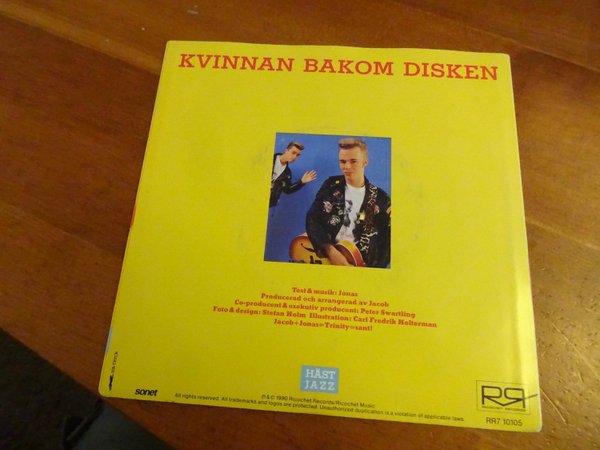 KVINNAN BAKOM DISKEN
Text & musik: Jonas
Producerad och arrangerad av Jacob
Co-producent & exekutiv producent: Peter Swartling
Foto & design: Stefan Holm Illustration: Carl Fredrik Holterman
Jacob+Jonas=Trinity=sant!
HÄST
JAZZ
sonet
℗ & © 1990 Ricochet Records/Ricochet Music
All rights reserved. All trademarks and logos are protected. Unauthorized duplication is a violation of applicable laws.
RR
RICOCHET RECORDS
RR7 10105